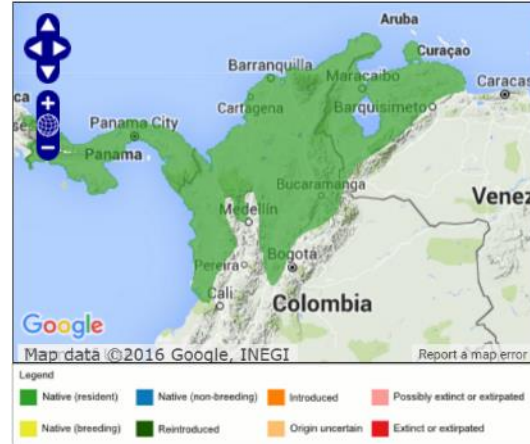 Aruba
Curaçao
Barranquilla
Maracaibo
Caracas
Cartagena
Barquisimeto
ca
Panama City
Panama
Bucaramanga
Venez
Medellín
Pereira
Bogotá
Cali
Colombia
Google
Map data ©2016 Google, INEGI
Report a map error
Legend
Native (resident) Native (non-breeding) Introduced Possibly extinct or extirpated
Native (breeding) Reintroduced Origin uncertain Extinct or extirpated